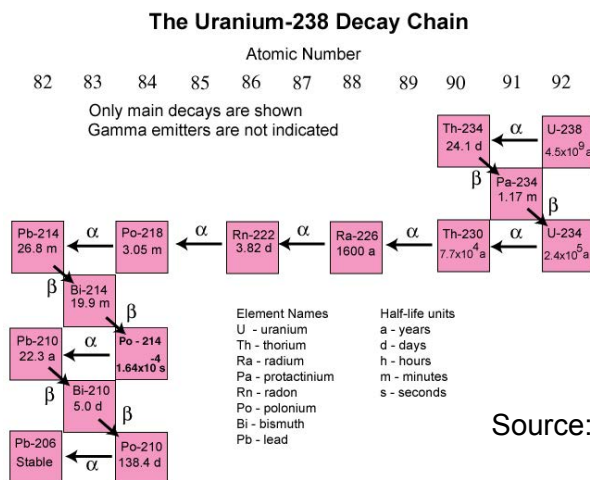 The Uranium-238 Decay Chain
Atomic Number
82 83 84 85 86 87 88 89 90 91 92
Only main decays are shown
Gamma emitters are not indicated
Th-234
24.1 d
α
U-238
4.5x10⁹a
β
Pa-234
1.17 m
β
Pb-214
26.8 m
α
Po-218
3.05 m
α
Rn-222
3.82 d
α
Ra-226
1600 a
α
Th-230
7.7x10⁴a
α
U-234
2.4x10⁵a
β
Bi-214
19.9 m
β
Pb-210
22.3 a
α
Po - 214
-4
1.64x10 s
β
Bi-210
5.0 d
β
Pb-206
Stable
α
Po-210
138.4 d
Element Names
U - uranium
Th - thorium
Ra - radium
Pa - protactinium
Rn - radon
Po - polonium
Bi - bismuth
Pb - lead
Half-life units
a - years
d - days
h - hours
m - minutes
s - seconds
Source: